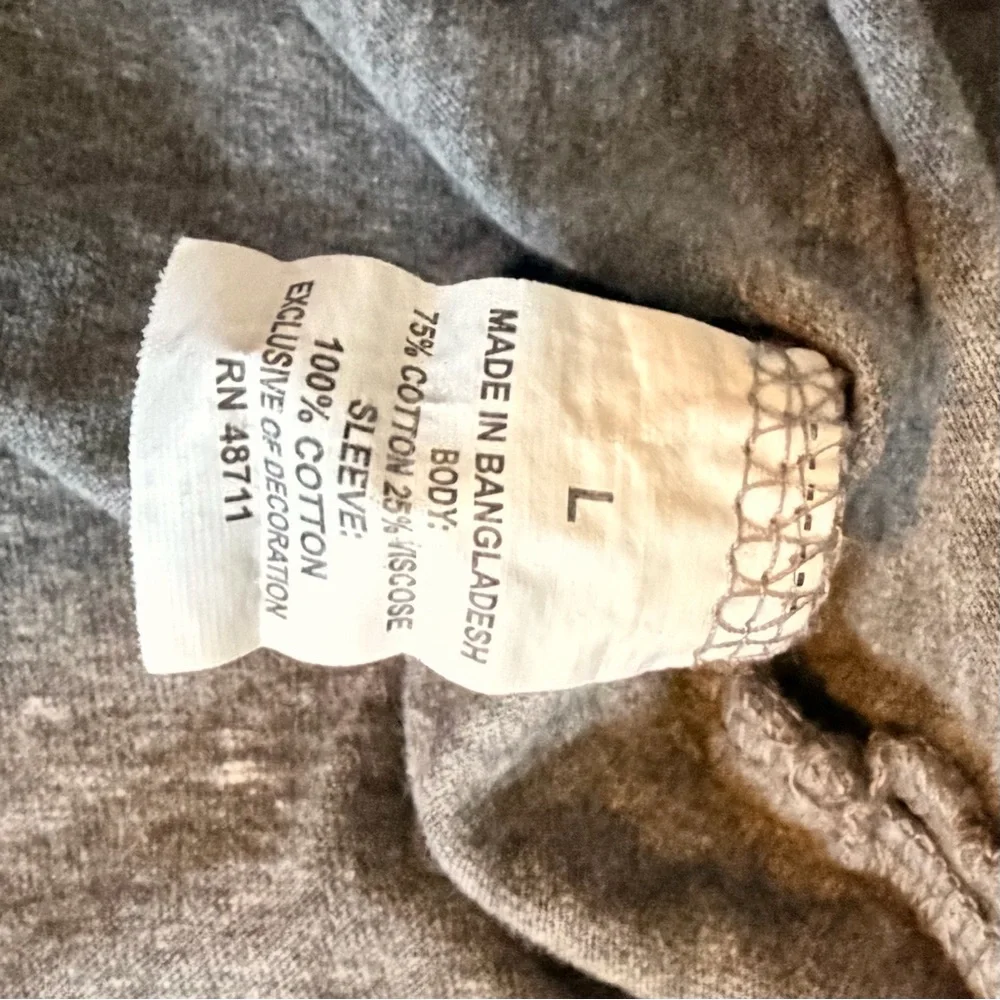 L
MADE IN BANGLADESH
BODY:
75% COTTON 25% VISCOSE
SLEEVE:
100% COTTON
EXCLUSIVE OF DECORATION
RN 48711